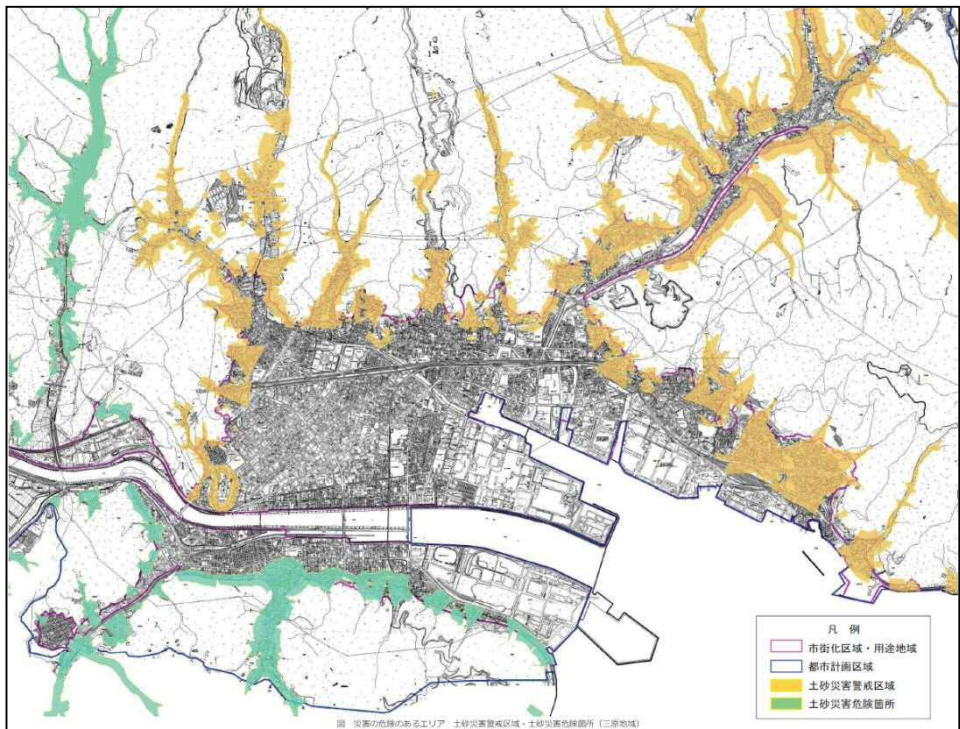 凡 例
市街化区域・用途地域
都市計画区域
土砂災害警戒区域
土砂災害危険箇所
図 災害の危険のあるエリア 土砂災害警戒区域・土砂災害危険箇所（三原地域）